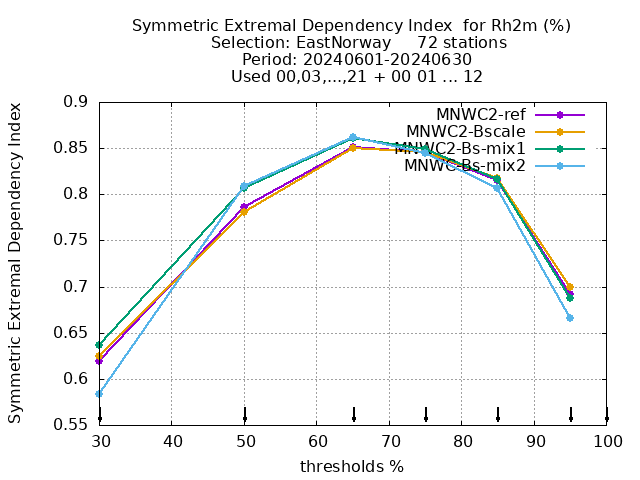 Symmetric Extremal Dependency Index  for Rh2m (%)
Selection: EastNorway     72 stations
Period: 20240601-20240630
Used 00,03,...,21 + 00 01 ... 12
Symmetric Extremal Dependency Index
0.9
0.85
0.8
0.75
0.7
0.65
0.6
0.55
MNWC2-ref
MNWC2-Bscale
MNWC2-Bs-mix1
MNWC-Bs-mix2
30 40 50 60 70 80 90 100
thresholds %